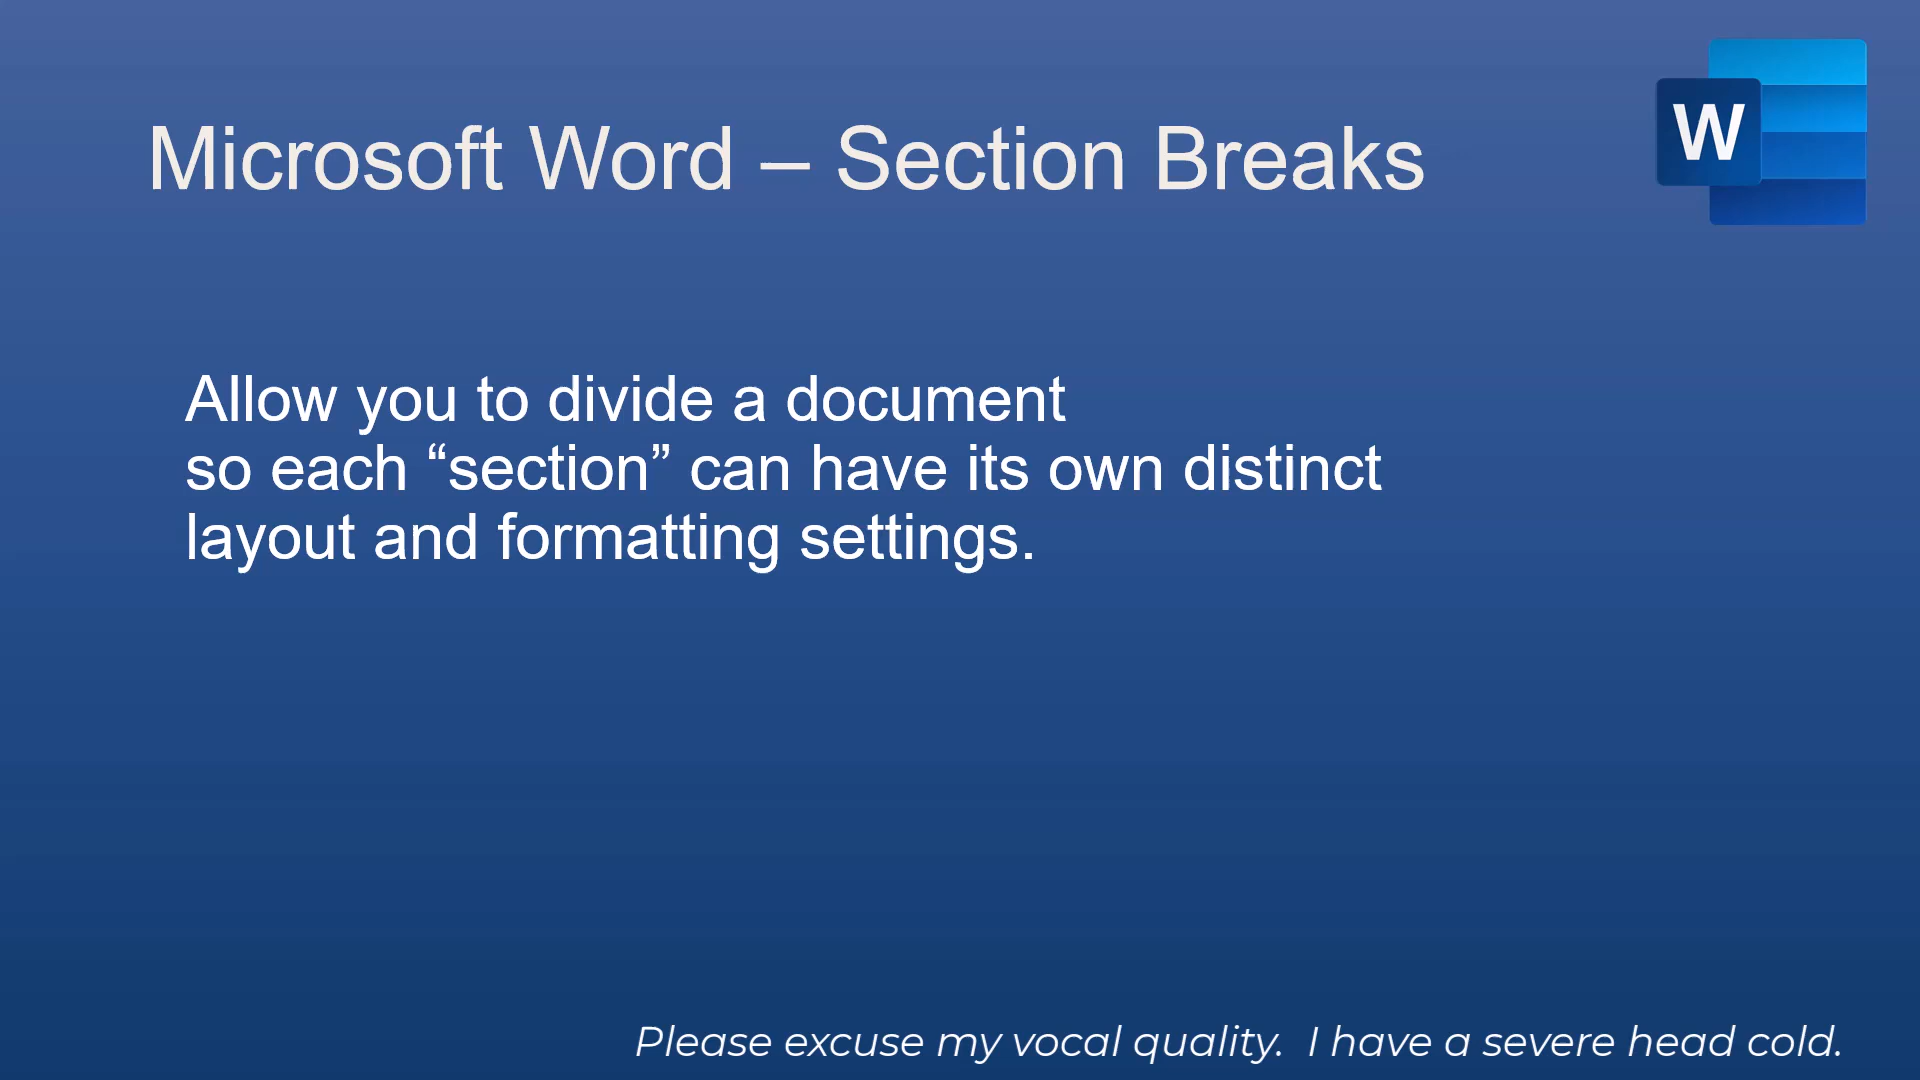 Microsoft Word – Section Breaks
W
Allow you to divide a document
so each “section” can have its own distinct
layout and formatting settings.
Please excuse my vocal quality.  I have a severe head cold.